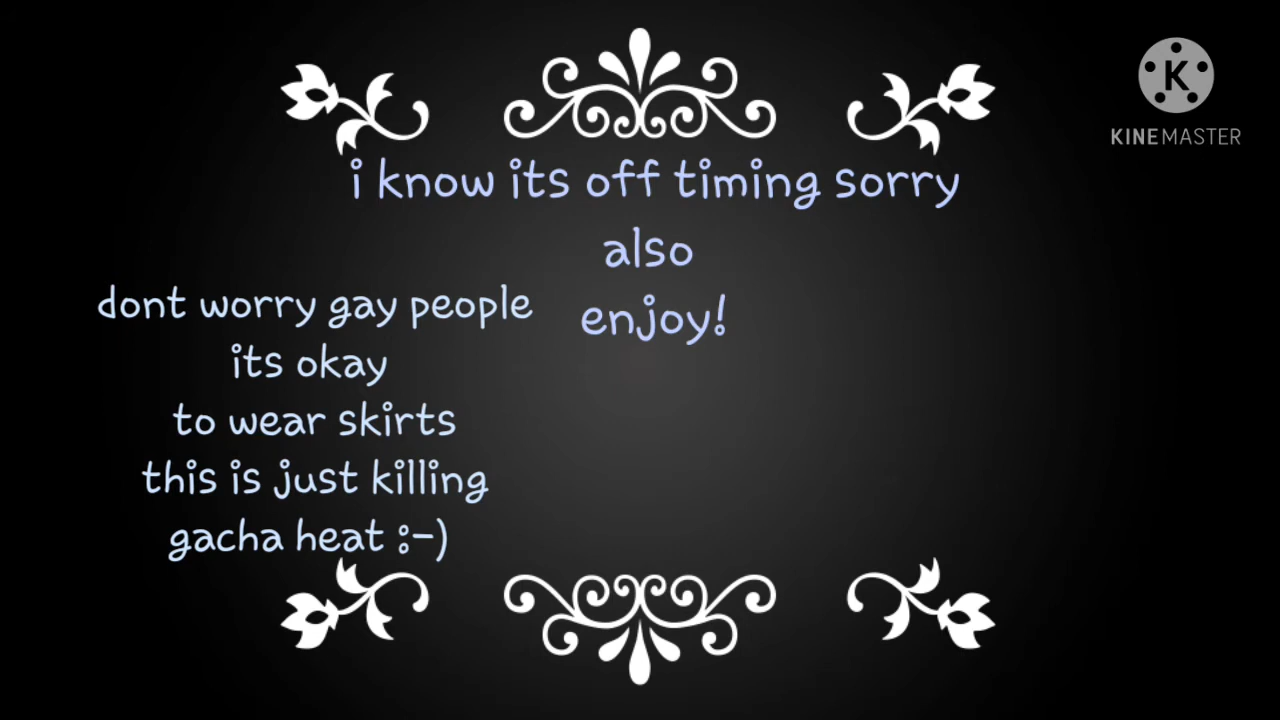 KINEMASTER
i know its off timing sorry
also
enjoy!
dont worry gay people
its okay
to wear skirts
this is just killing
gacha heat :-)